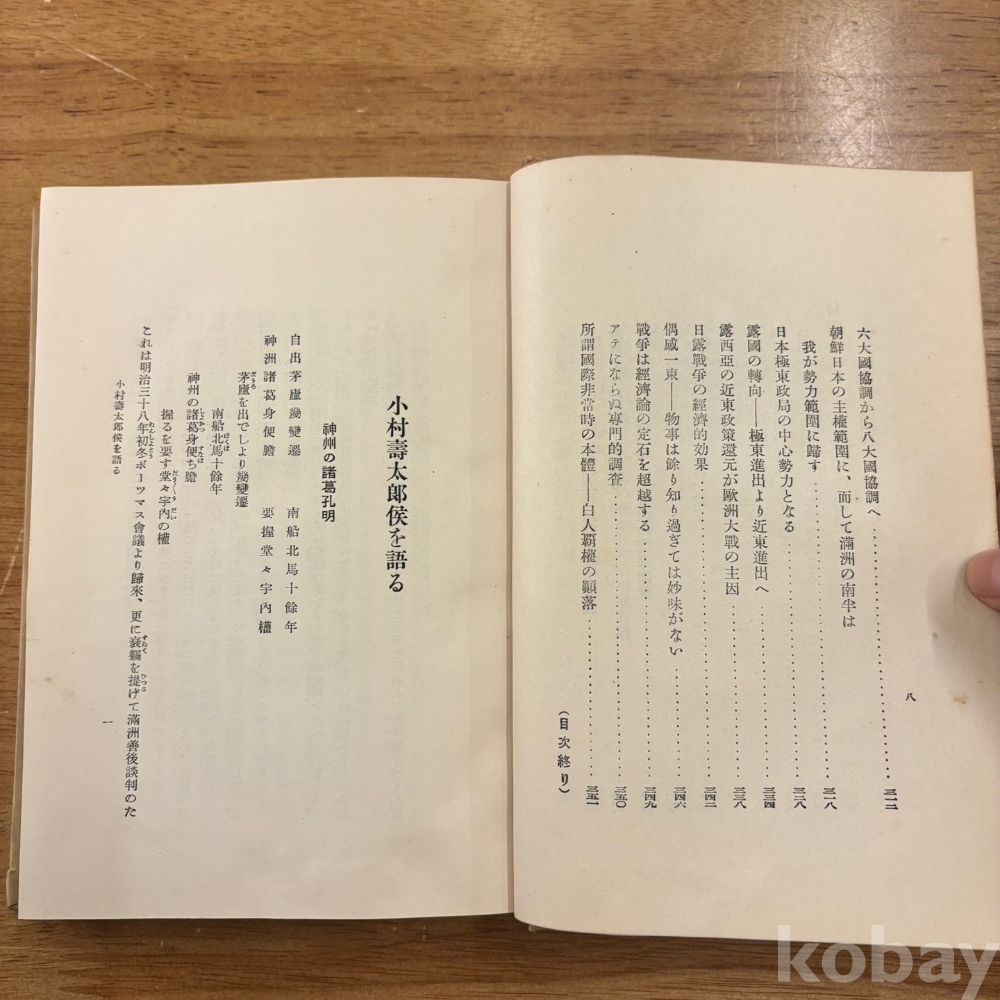 六大國協調から八大國協調へ……三一二
朝鮮日本の主權範圍に、而して滿洲の南半は
我が勢力範圍に歸す……三一八
日本極東政局の中心勢力となる……三二八
露國の轉向――極東進出より近東進出へ……三三四
露西亞の近東政策還元が歐洲大戰の主因……三三八
日露戰爭の經濟的効果……三四二
偶感一束――物事は餘り知り過ぎては妙味がない……三四六
戰爭は經濟論の定石を超越する……三四九
アテにならぬ專門的調査……三五〇
所謂國際非常時の本體――白人覇權の顚落……三五一
（目次終り）
八
小村壽太郞侯を語る
神州の諸葛孔明
自出茅廬幾變遷　南船北馬十餘年
神洲諸葛身便膽　要握堂々宇內權
茅廬を出でしより幾變遷
南船北馬十餘年
神州の諸葛身便ち膽
握るを要す堂々宇內の權
これは明治三十八年初冬ポーツマス會議より歸來、更に衰軀を提げて滿洲善後談判のた
小村壽太郞侯を語る
一
kobay